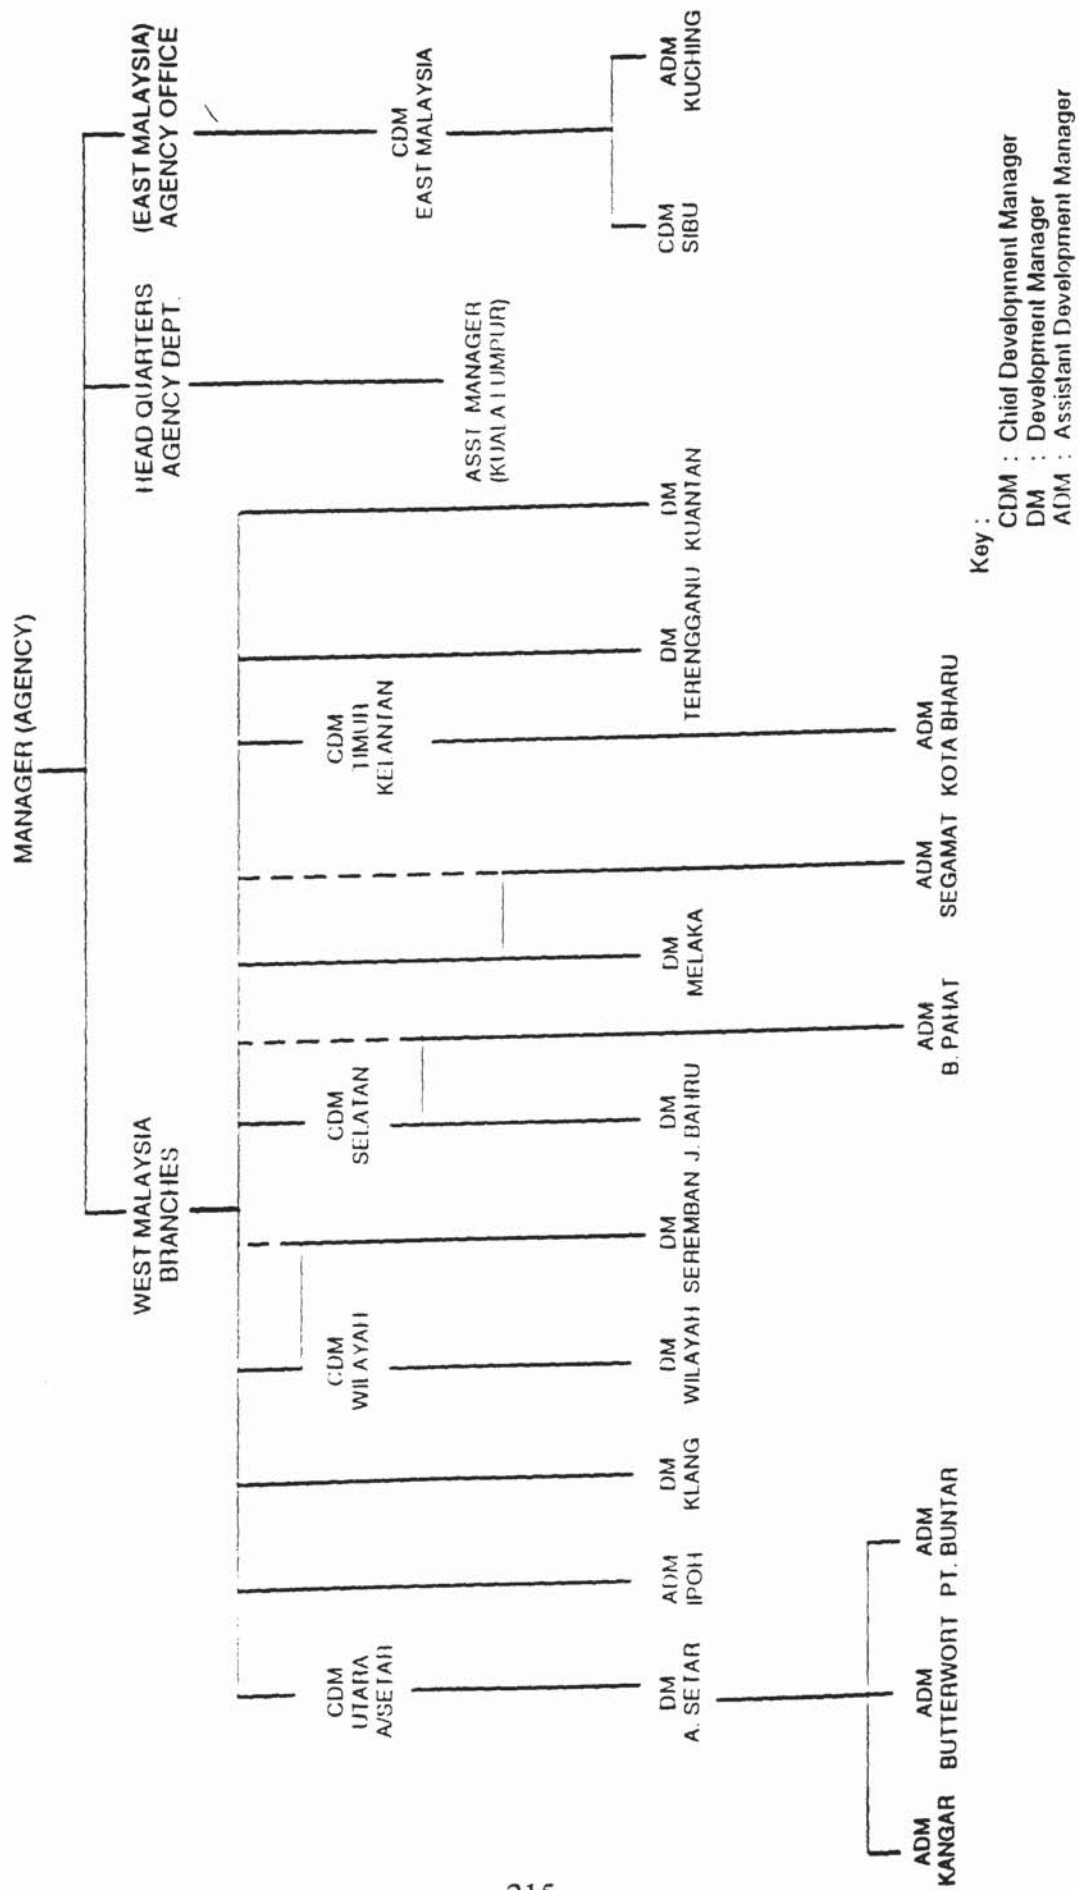 MANAGER (AGENCY)
WEST MALAYSIA
BRANCHES
HEAD QUARTERS
AGENCY DEPT.
(EAST MALAYSIA)
AGENCY OFFICE
CDM
UTARA
A/SETAR
CDM
WILAYAH
CDM
SELATAN
CDM
TIMUR
KELANTAN
ASST MANAGER
(KUALA LUMPUR)
CDM
EAST MALAYSIA
DM
A. SETAR
ADM
IPOH
DM
KLANG
DM
WILAYAH
DM
SEREMBAN
DM
J. BAHRU
DM
MELAKA
DM
TERENGGANU
DM
KUANTAN
CDM
SIBU
ADM
KUCHING
ADM
KANGAR
ADM
BUTTERWORT
ADM
PT. BUNTAR
ADM
B. PAHAT
ADM
SEGAMAT
ADM
KOTA BHARU
Key :
CDM : Chief Development Manager
DM : Development Manager
ADM : Assistant Development Manager
215